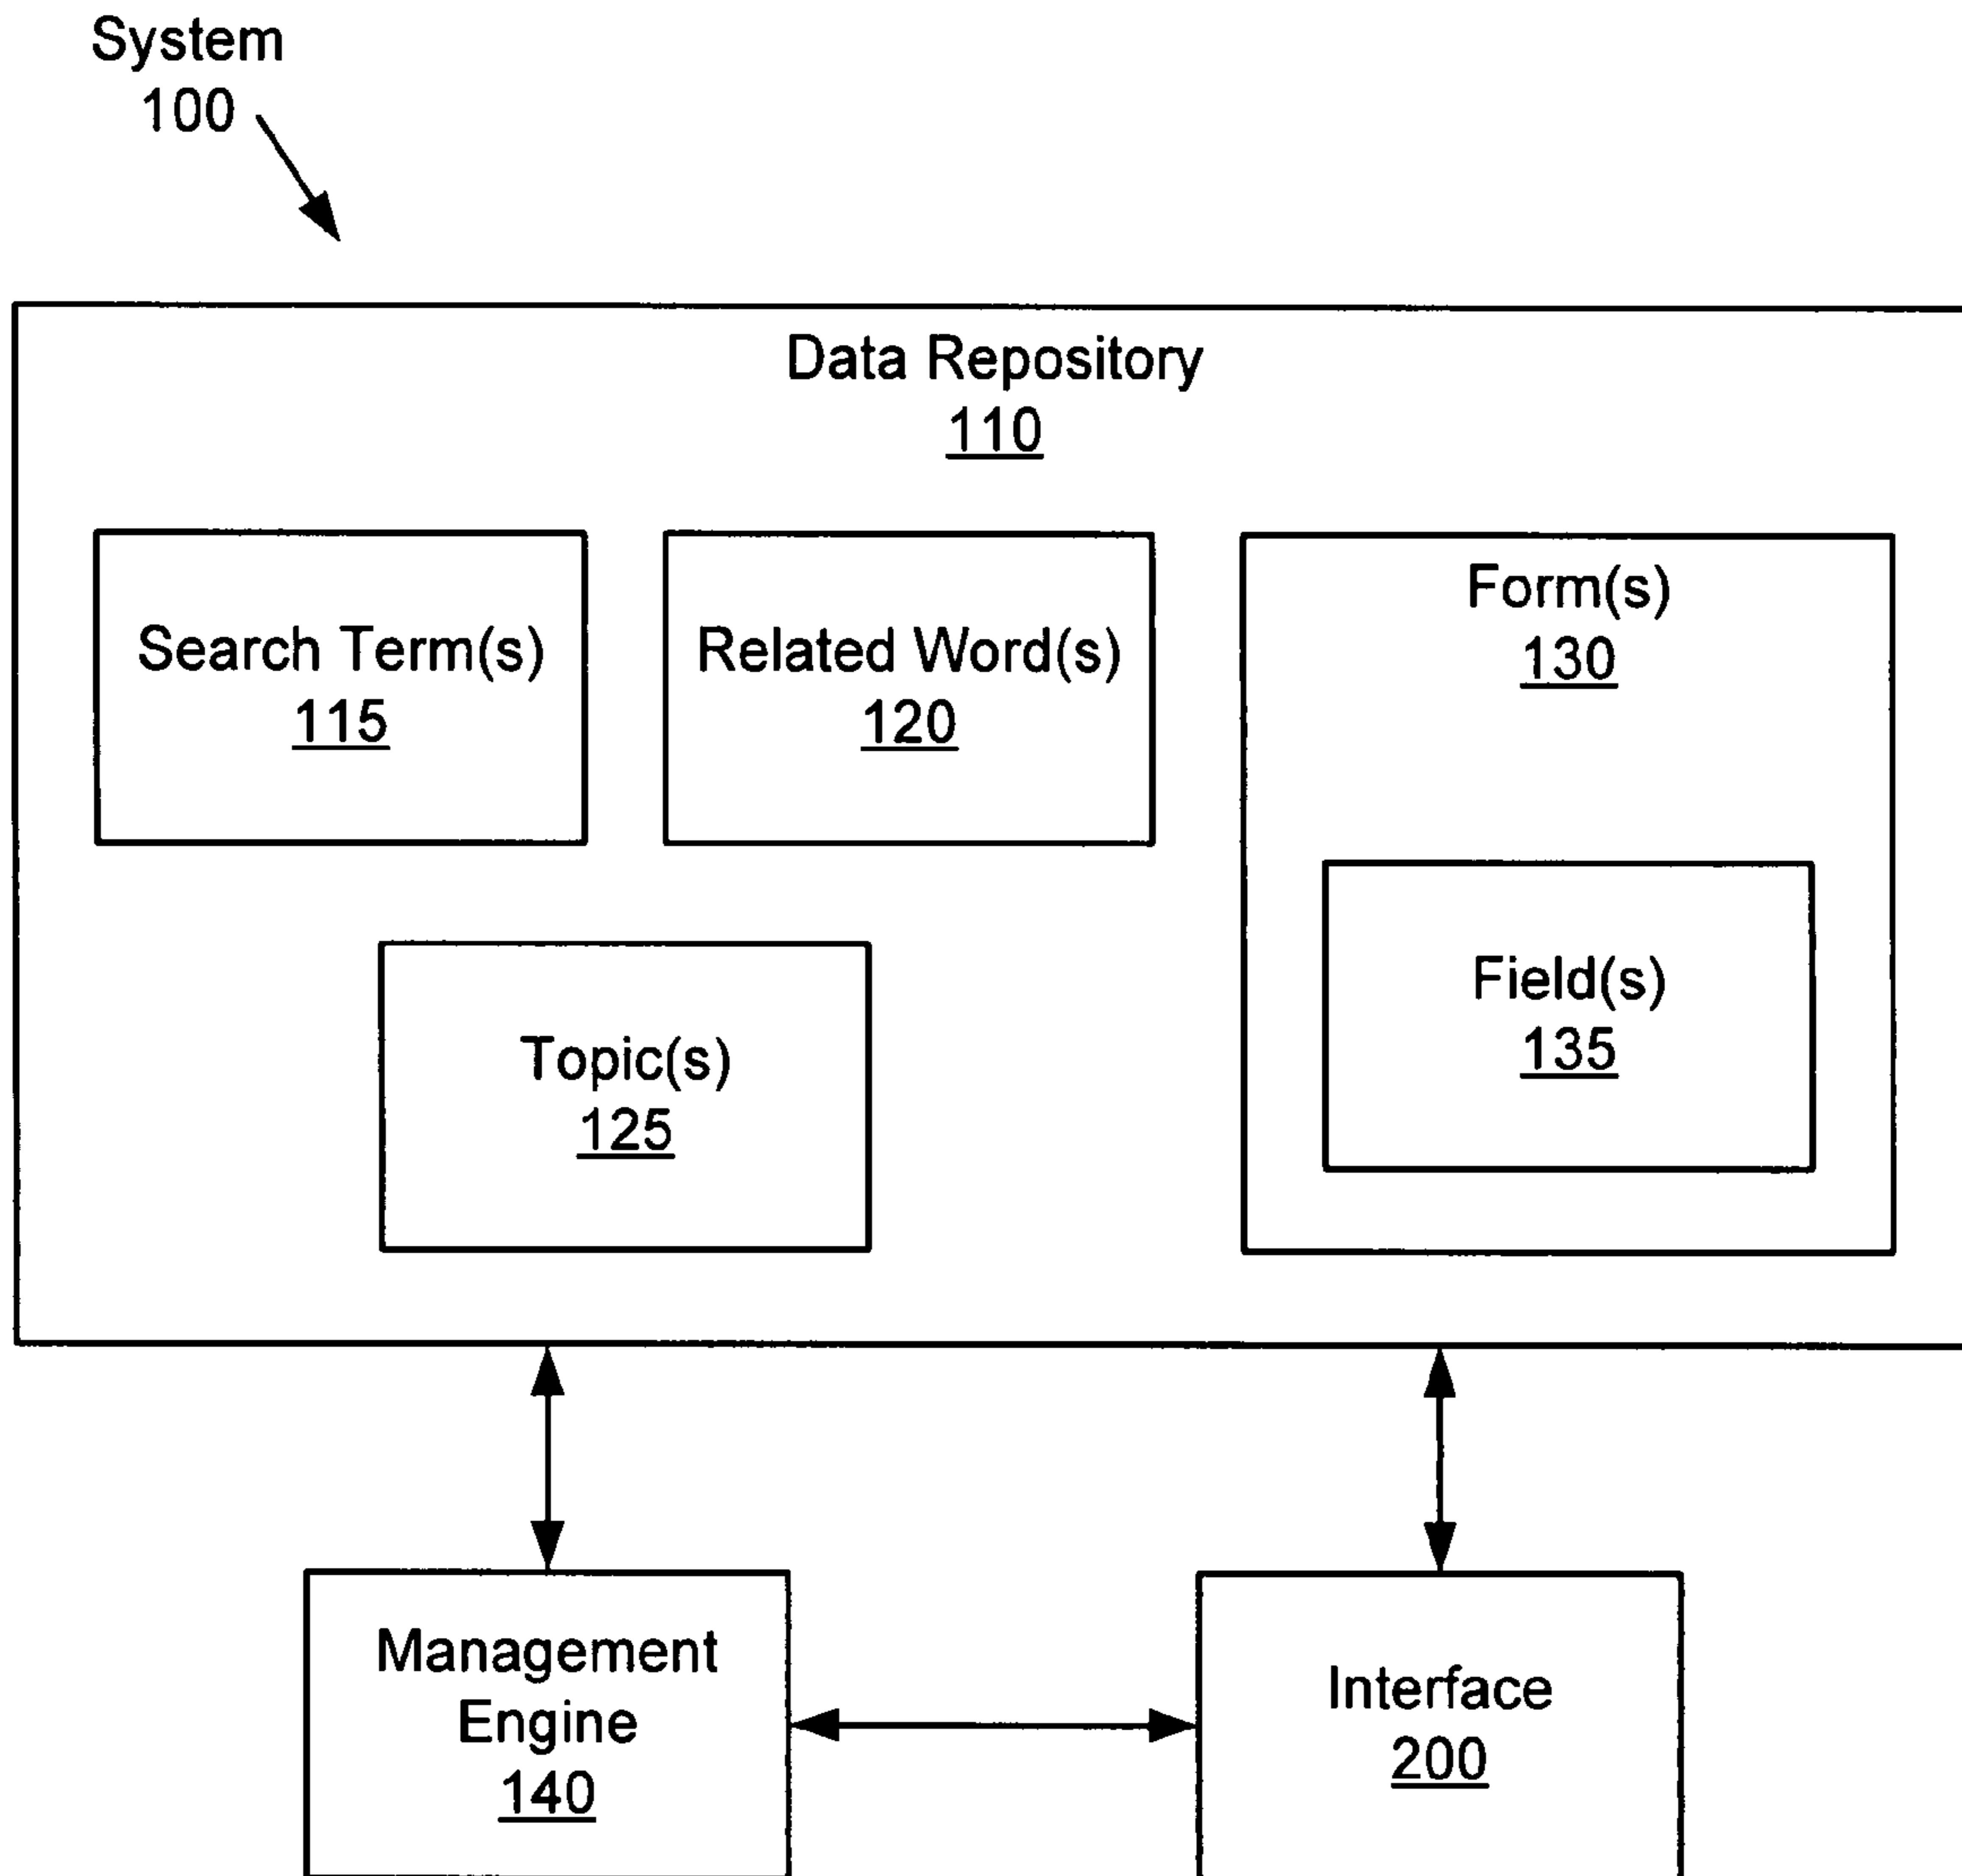 System
100
Data Repository
110
Search Term(s)
115
Related Word(s)
120
Form(s)
130
Field(s)
135
Topic(s)
125
Management
Engine
140
Interface
200